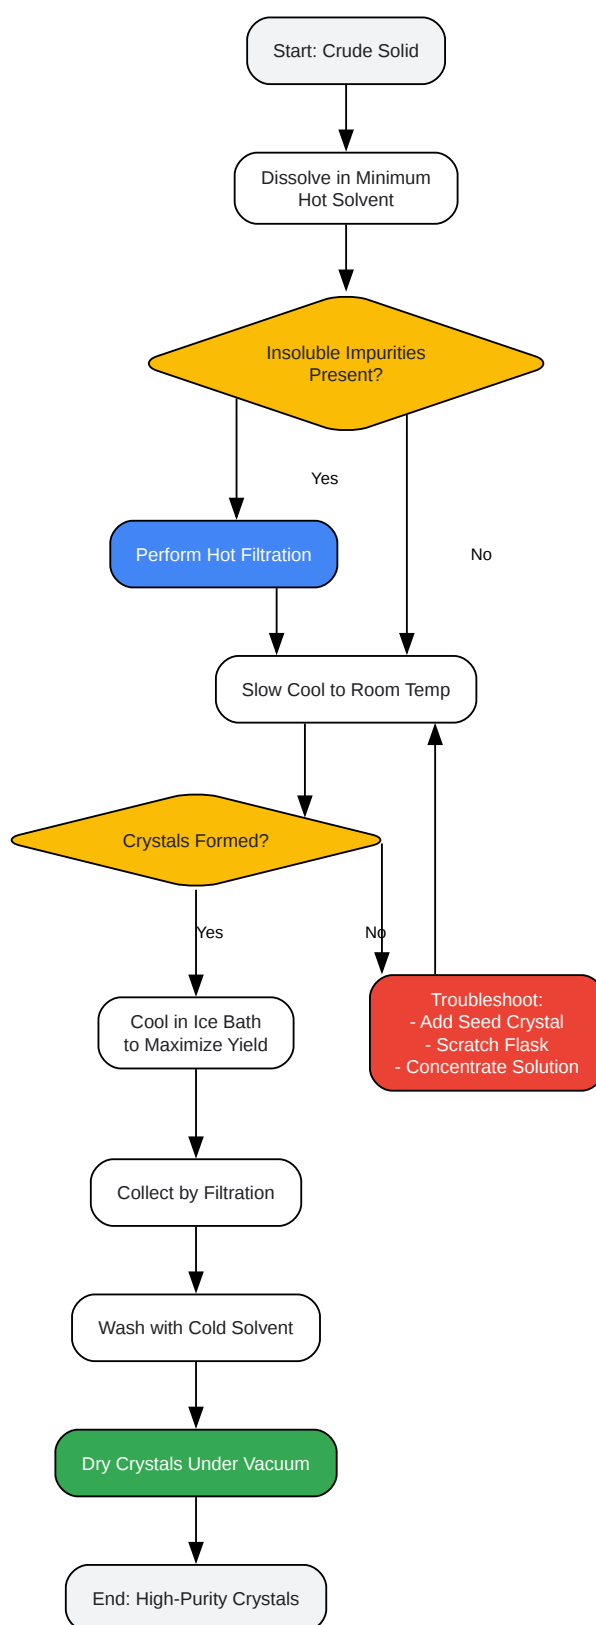 Start: Crude Solid
Dissolve in Minimum
Hot Solvent
Insoluble Impurities
Present?
Yes
Perform Hot Filtration
No
Slow Cool to Room Temp
Crystals Formed?
Yes
No
Troubleshoot:
- Add Seed Crystal
- Scratch Flask
- Concentrate Solution
Cool in Ice Bath
to Maximize Yield
Collect by Filtration
Wash with Cold Solvent
Dry Crystals Under Vacuum
End: High-Purity Crystals